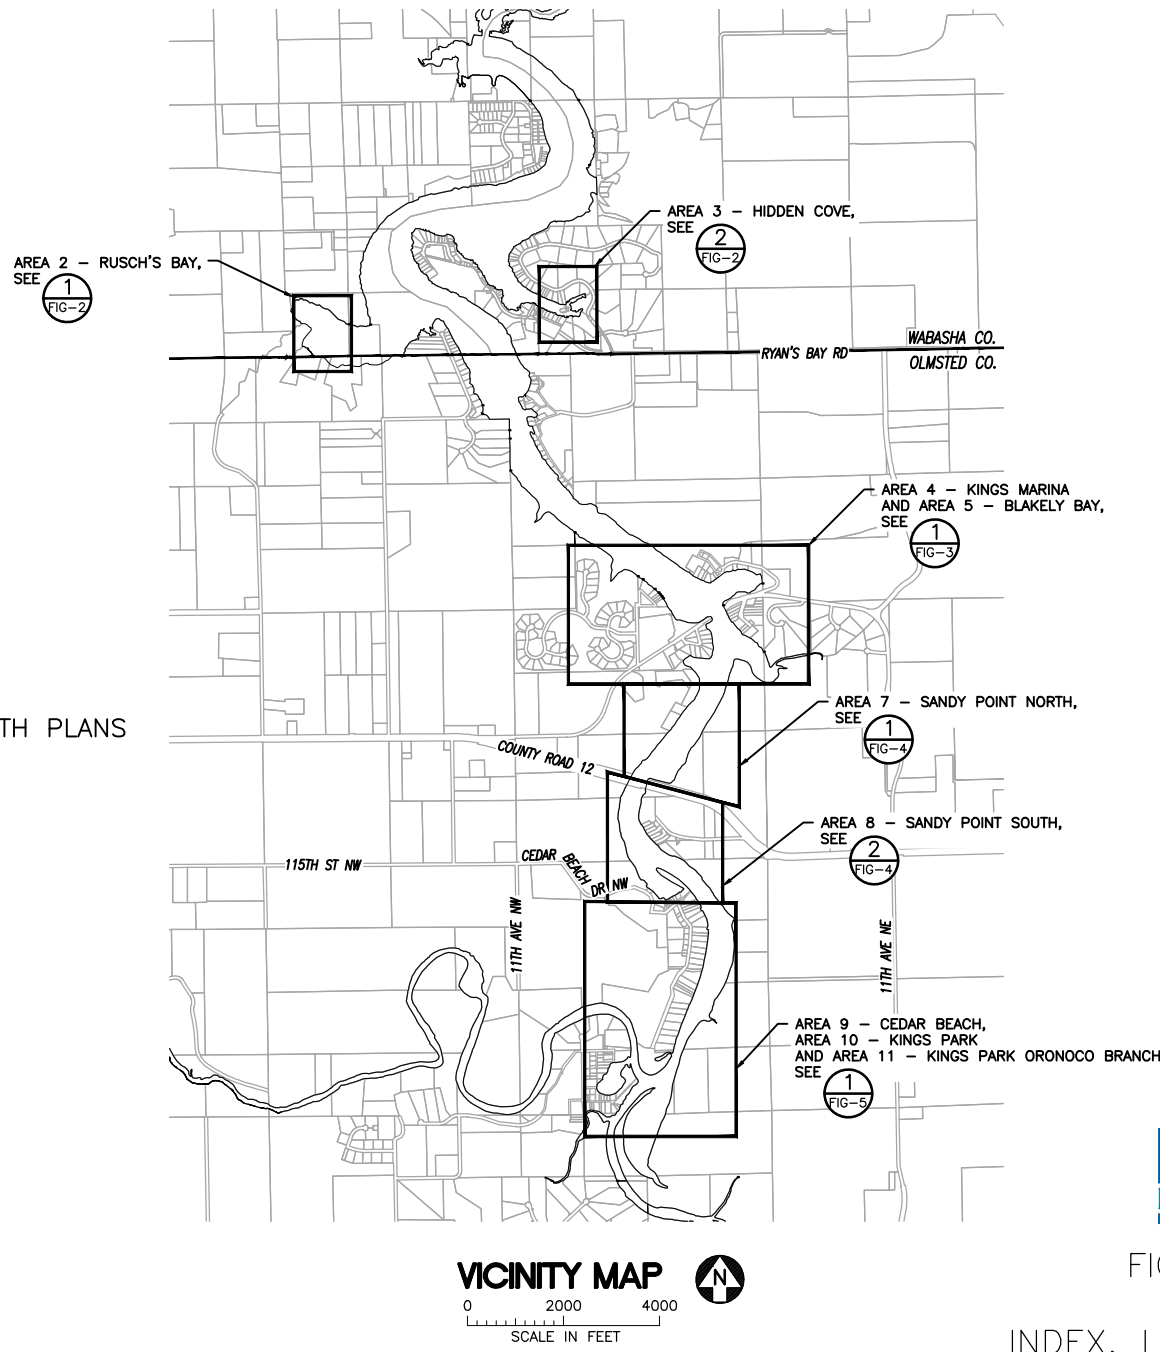 AREA 3 – HIDDEN COVE,
SEE
2
FIG–2
AREA 2 – RUSCH'S BAY,
SEE
1
FIG–2
WABASHA CO.
RYAN'S BAY RD
OLMSTED CO.
AREA 4 – KINGS MARINA
AND AREA 5 – BLAKELY BAY,
SEE
1
FIG–3
AREA 7 – SANDY POINT NORTH,
SEE
1
FIG–4
TH PLANS
COUNTY ROAD 12
AREA 8 – SANDY POINT SOUTH,
SEE
2
FIG–4
115TH ST NW
CEDAR BEACH DR NW
11TH AVE NW
11TH AVE NE
AREA 9 – CEDAR BEACH,
AREA 10 – KINGS PARK
AND AREA 11 – KINGS PARK ORONOCO BRANCH
SEE
1
FIG–5
VICINITY MAP
N
0 2000 4000
SCALE IN FEET
FIG
INDEX, L